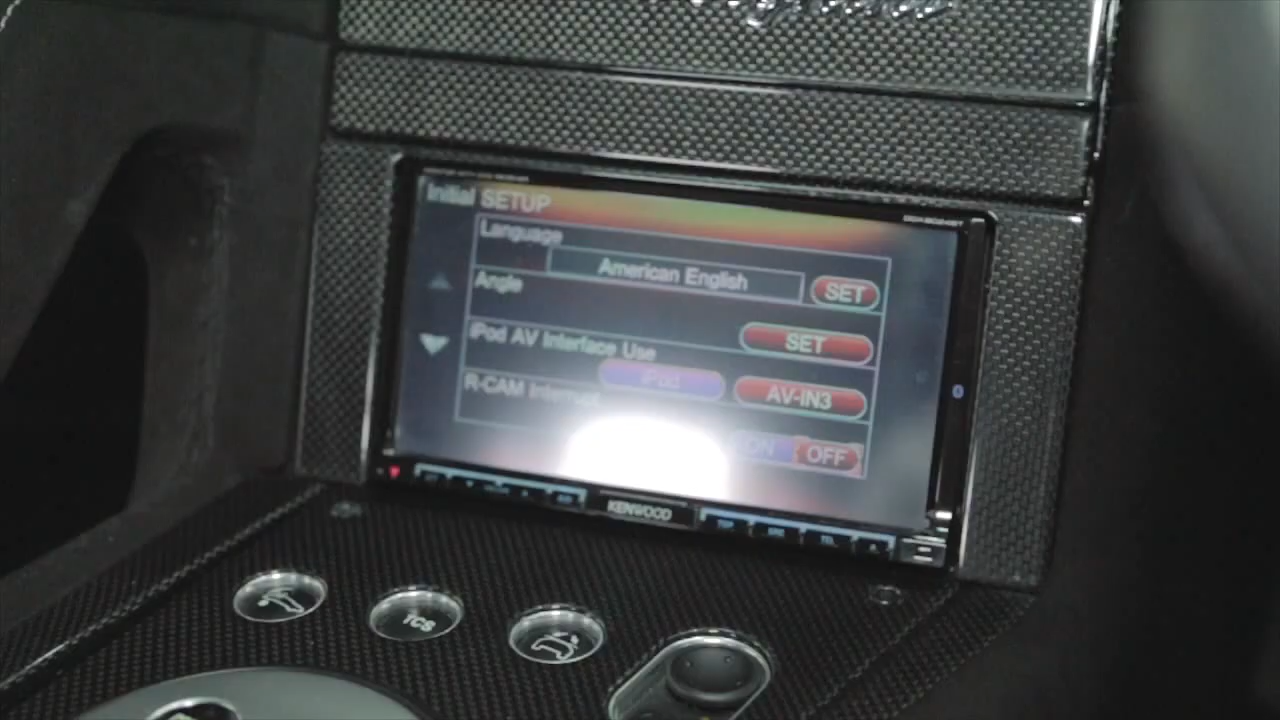 Initial SETUP
Language
American English SET
Angle
SET
iPod AV Interface Use
iPod AV-IN3
R-CAM Interrupt
ON OFF
KENWOOD
TEL
TCS